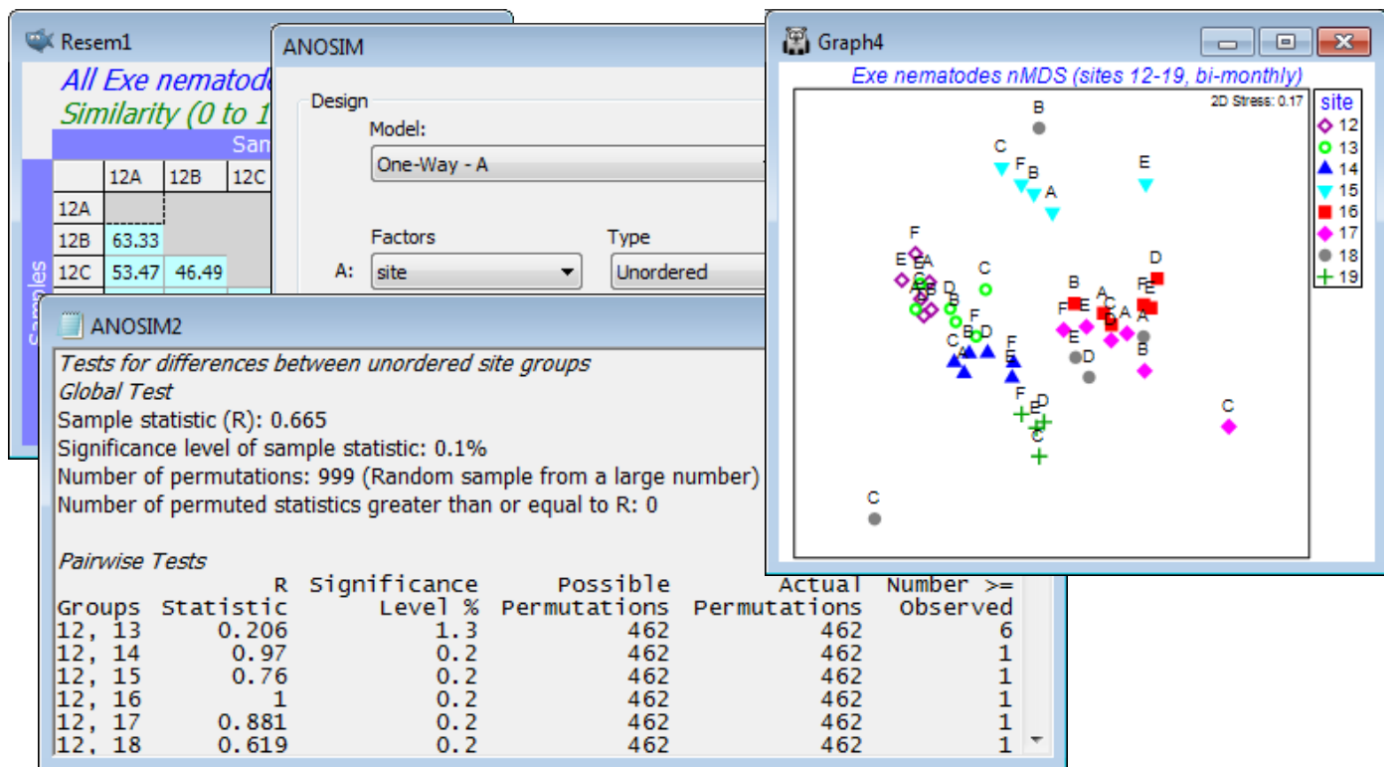 Resem1
All Exe nematod
Similarity (0 to 1
Sam
12A 12B 12C
12A
12B 63.33
12C 53.47 46.49
Samples
ANOSIM
Design
Model:
One-Way - A
Factors Type
A: site Unordered
ANOSIM2
Tests for differences between unordered site groups
Global Test
Sample statistic (R): 0.665
Significance level of sample statistic: 0.1%
Number of permutations: 999 (Random sample from a large number)
Number of permuted statistics greater than or equal to R: 0
Pairwise Tests
R Significance Possible Actual Number >=
Groups Statistic Level % Permutations Permutations Observed
12, 13 0.206 1.3 462 462 6
12, 14 0.97 0.2 462 462 1
12, 15 0.76 0.2 462 462 1
12, 16 1 0.2 462 462 1
12, 17 0.881 0.2 462 462 1
12, 18 0.619 0.2 462 462 1
Graph4
Exe nematodes nMDS (sites 12-19, bi-monthly)
2D Stress: 0.17
site
12
13
14
15
16
17
18
19
B
C
F B
A
E
F
E A
C
D
B
F
B D
C
A
F
E
D
B
A
C
F E
D
A
F E
A
E
D
B
C
F
E D
C
C